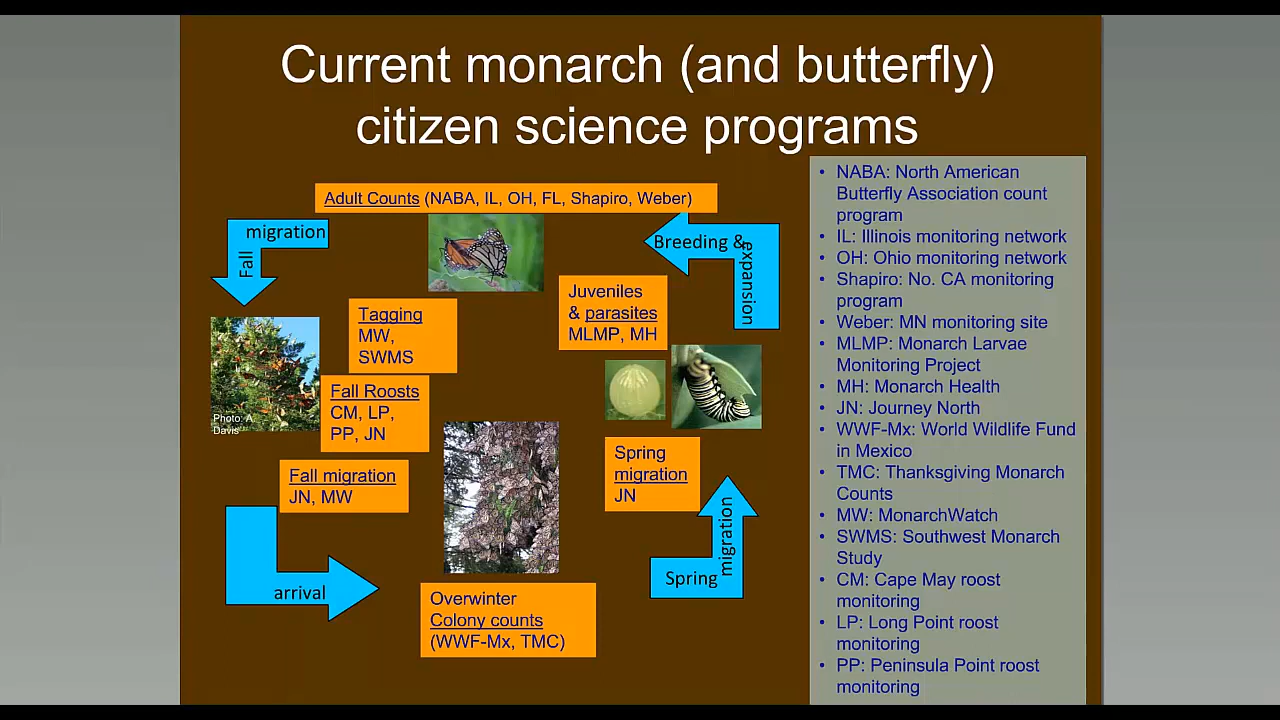 Current monarch (and butterfly)
citizen science programs
Adult Counts (NABA, IL, OH, FL, Shapiro, Weber)
migration
Fall
Breeding &
expansion
Juveniles
& parasites
MLMP, MH
Tagging
MW,
SWMS
Fall Roosts
CM, LP,
PP, JN
Photo: A
Davis
Fall migration
JN, MW
Spring
migration
JN
arrival
Spring
migration
Overwinter
Colony counts
(WWF-Mx, TMC)
• NABA: North American
Butterfly Association count
program
• IL: Illinois monitoring network
• OH: Ohio monitoring network
• Shapiro: No. CA monitoring
program
• Weber: MN monitoring site
• MLMP: Monarch Larvae
Monitoring Project
• MH: Monarch Health
• JN: Journey North
• WWF-Mx: World Wildlife Fund
in Mexico
• TMC: Thanksgiving Monarch
Counts
• MW: MonarchWatch
• SWMS: Southwest Monarch
Study
• CM: Cape May roost
monitoring
• LP: Long Point roost
monitoring
• PP: Peninsula Point roost
monitoring